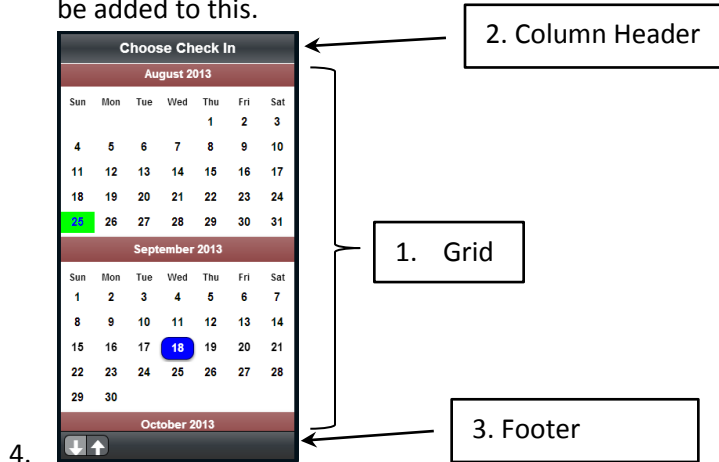 be added to this.
Choose Check In
2. Column Header
August 2013
Sun Mon Tue Wed Thu Fri Sat
1 2 3
4 5 6 7 8 9 10
11 12 13 14 15 16 17
18 19 20 21 22 23 24
25 26 27 28 29 30 31
1. Grid
September 2013
Sun Mon Tue Wed Thu Fri Sat
1 2 3 4 5 6 7
8 9 10 11 12 13 14
15 16 17 18 19 20 21
22 23 24 25 26 27 28
29 30
October 2013
3. Footer
4.